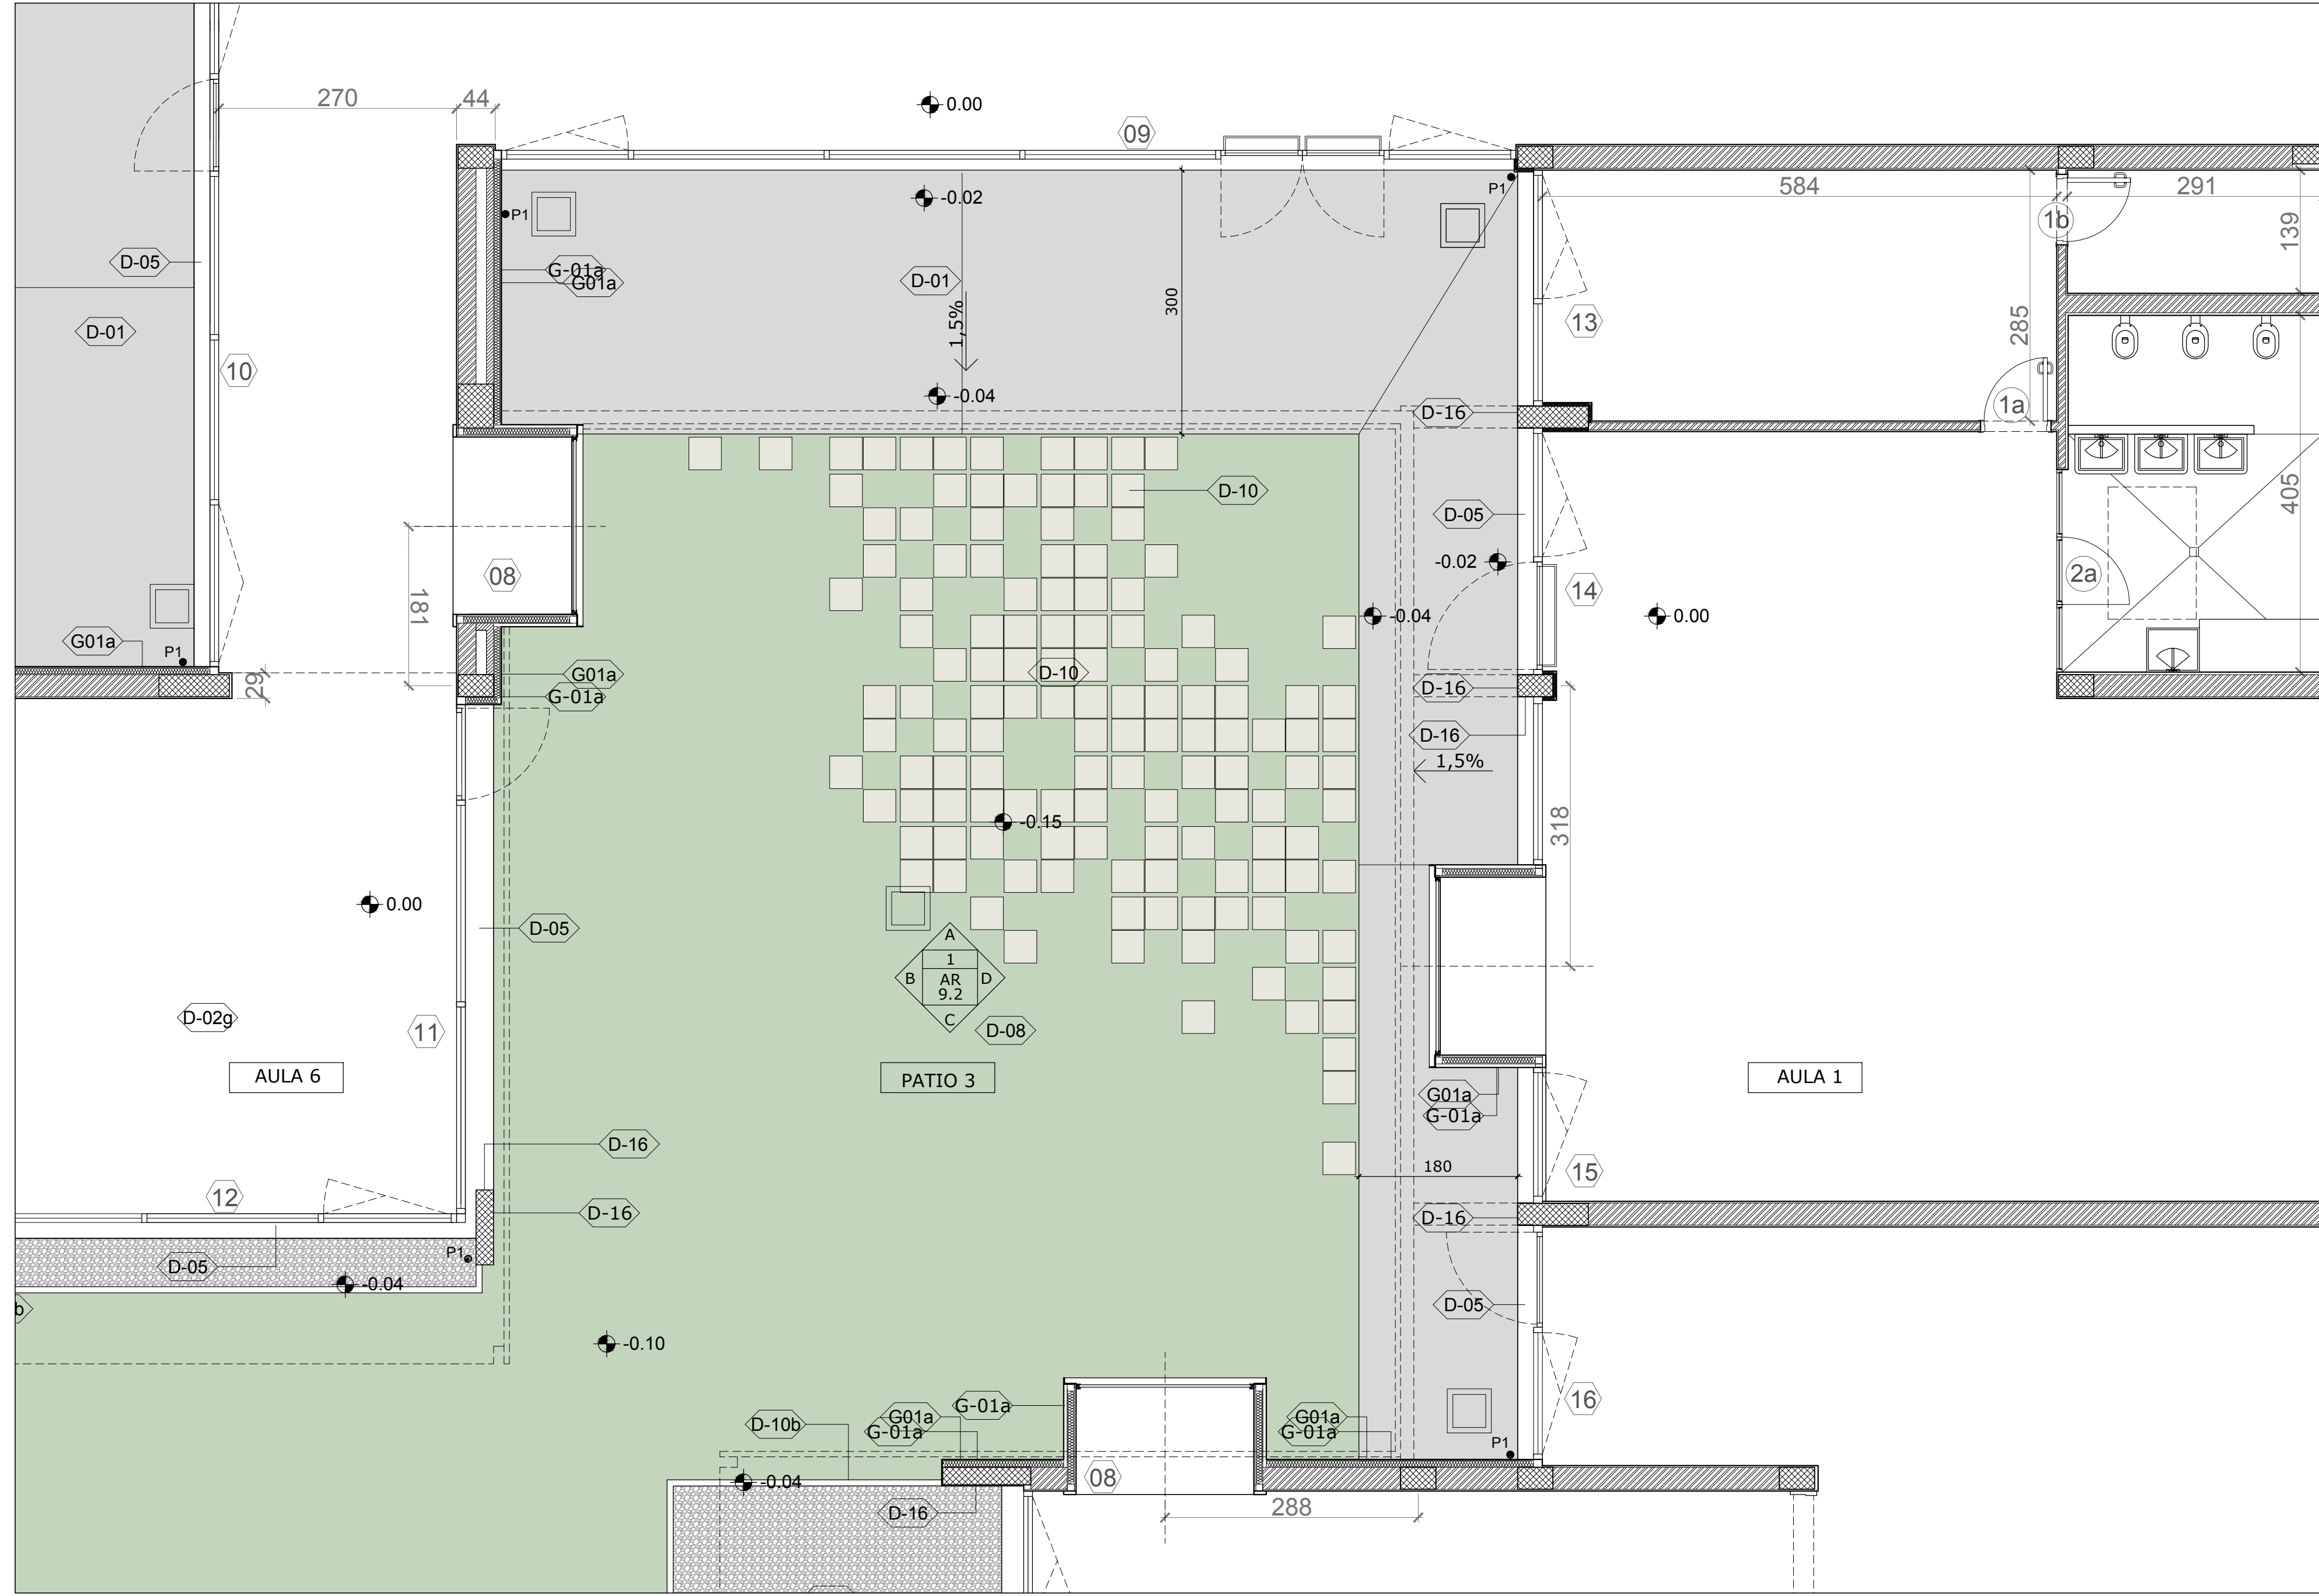 270
44
0.00
09
-0.02
P1
P1
584
291
1b
139
D-05
G-01a
G01a
D-01
1,5%
300
D-01
13
285
10
-0.04
D-16
1a
D-10
D-05
405
-0.02
08
14
2a
181
-0.04
0.00
G01a
P1
D-10
G01a
29
G-01a
D-16
D-16
1,5%
318
-0.15
0.00
D-05
A
1
B
AR
9.2
D
C
D-02g
11
D-08
AULA 6
PATIO 3
AULA 1
G01a
G-01a
D-16
180
15
12
D-16
D-16
P1
D-05
-0.04
D-05
b
-0.10
16
G-01a
D-10b
G01a
G-01a
G01a
G-01a
P1
-0.04
08
D-16
288